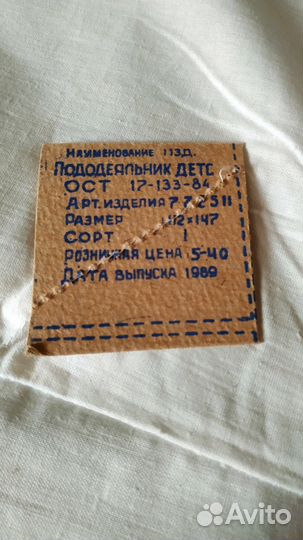 Наименование изд.
Пододеяльник детс
ОСТ 17-133-84
Арт. изделия 772511
Размер 112×147
Сорт 1
Розничная цена 5-40
Дата выпуска 1989
Avito